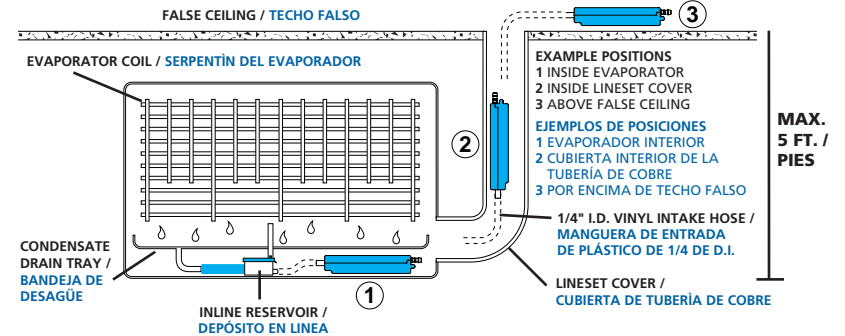 FALSE CEILING / TECHO FALSO
3
EVAPORATOR COIL / SERPENTÌN DEL EVAPORADOR
EXAMPLE POSITIONS
1 INSIDE EVAPORATOR
2 INSIDE LINESET COVER
3 ABOVE FALSE CEILING
EJEMPLOS DE POSICIONES
1 EVAPORADOR INTERIOR
2 CUBIERTA INTERIOR DE LA
TUBERÍA DE COBRE
3 POR ENCIMA DE TECHO FALSO
MAX.
5 FT. /
PIES
2
1/4" I.D. VINYL INTAKE HOSE /
MANGUERA DE ENTRADA
DE PLÁSTICO DE 1/4 DE D.I.
CONDENSATE
DRAIN TRAY /
BANDEJA DE
DESAGÜE
LINESET COVER /
CUBIERTA DE TUBERÌA DE COBRE
1
INLINE RESERVOIR /
DEPÓSITO EN LINEA